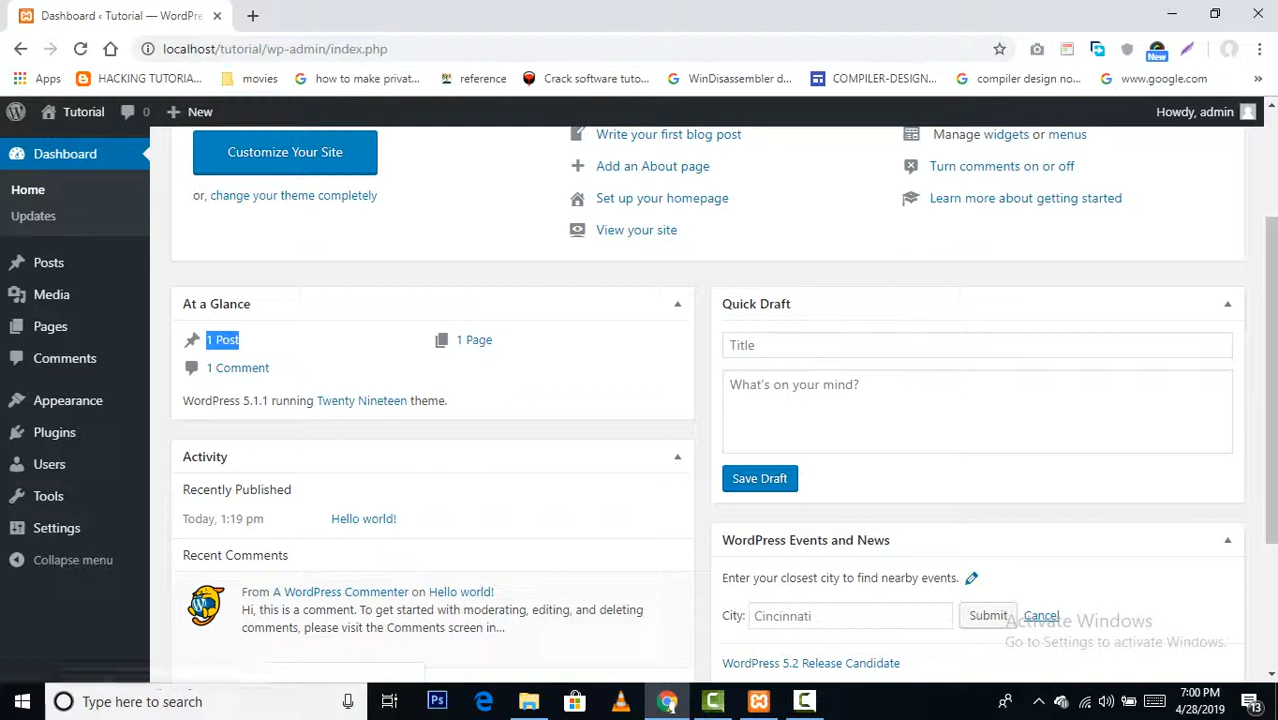 Dashboard ‹ Tutorial — WordPre
localhost/tutorial/wp-admin/index.php
New
Apps
HACKING TUTORIA...
movies
how to make privat...
reference
Crack software tuto...
WinDisassembler d...
COMPILER-DESIGN...
compiler design no...
www.google.com
»
Tutorial
0
New
Howdy, admin
Dashboard
Home
Updates
Posts
Media
Pages
Comments
Appearance
Plugins
Users
Tools
Settings
Collapse menu
Customize Your Site
or, change your theme completely
Write your first blog post
Add an About page
Set up your homepage
View your site
Manage widgets or menus
Turn comments on or off
Learn more about getting started
At a Glance
1 Post
1 Page
1 Comment
WordPress 5.1.1 running Twenty Nineteen theme.
Activity
Recently Published
Today, 1:19 pm
Hello world!
Recent Comments
From A WordPress Commenter on Hello world!
Hi, this is a comment. To get started with moderating, editing, and deleting
comments, please visit the Comments screen in...
Quick Draft
Title
What's on your mind?
Save Draft
WordPress Events and News
Enter your closest city to find nearby events.
City:
Cincinnati
Submit
Cancel
WordPress 5.2 Release Candidate
Activate Windows
Go to Settings to activate Windows.
Type here to search
7:00 PM
4/28/2019
13